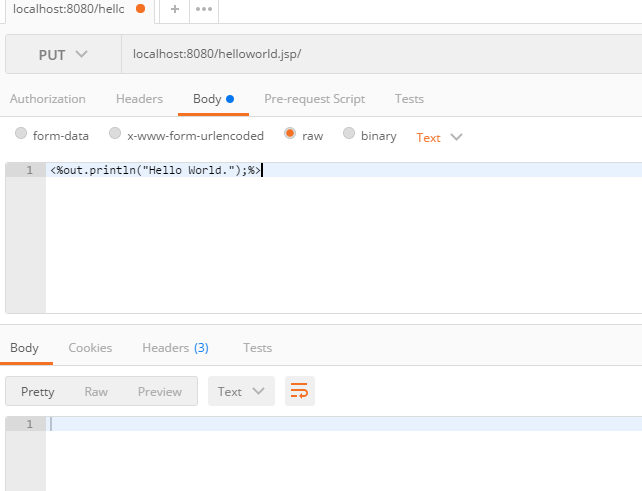 localhost:8080/hello
+ •••
PUT localhost:8080/helloworld.jsp/
Authorization Headers Body Pre-request Script Tests
form-data x-www-form-urlencoded raw binary Text
1 <%out.println("Hello World.");%>
Body Cookies Headers (3) Tests
Pretty Raw Preview Text
1